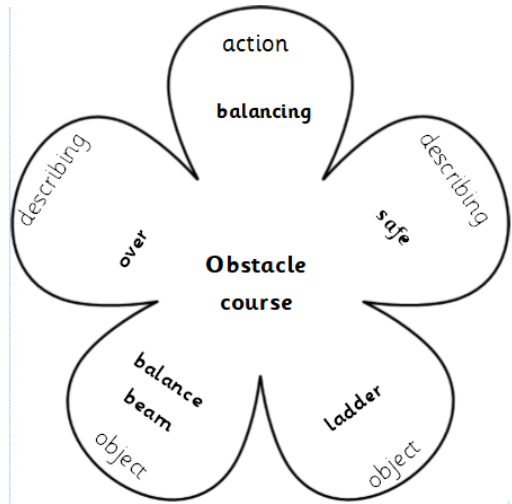 action
balancing
describing
over
describing
safe
Obstacle
course
balance
beam
object
ladder
object